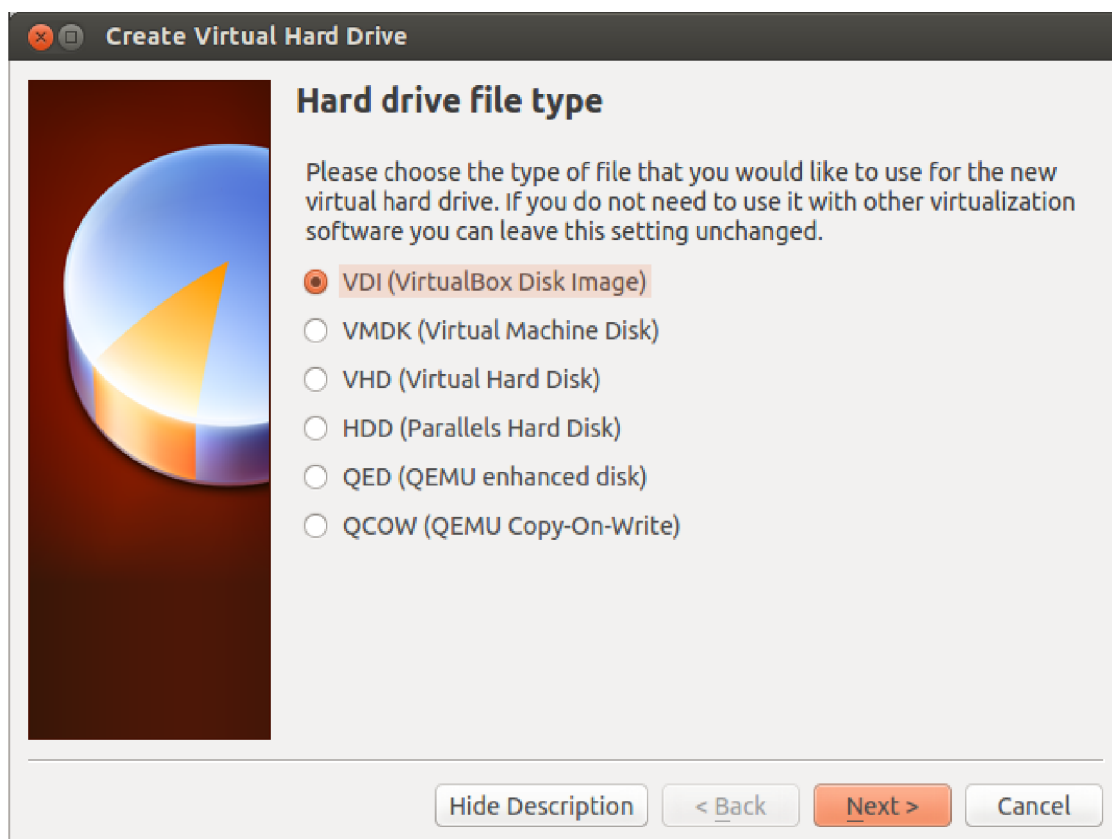 Create Virtual Hard Drive
Hard drive file type
Please choose the type of file that you would like to use for the new
virtual hard drive. If you do not need to use it with other virtualization
software you can leave this setting unchanged.
VDI (VirtualBox Disk Image)
VMDK (Virtual Machine Disk)
VHD (Virtual Hard Disk)
HDD (Parallels Hard Disk)
QED (QEMU enhanced disk)
QCOW (QEMU Copy-On-Write)
Hide Description < Back Next > Cancel